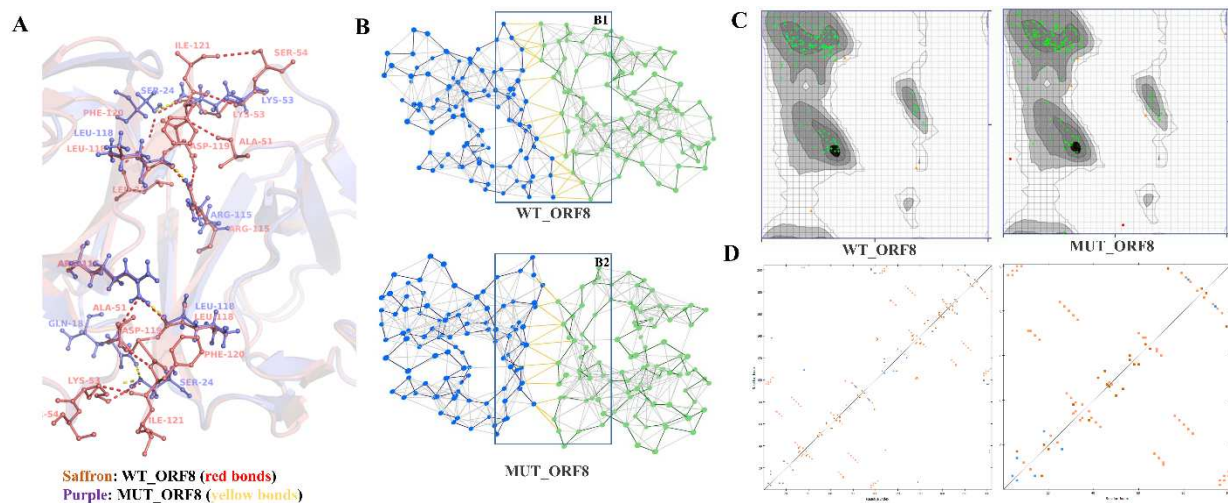 A
ILE-121
SER-54
SER-24
PHE-120
LYS-53
LYS-53
LEU-118
ASP-119
ALA-51
ARG-115
ARG-115
ALA-51
LEU-118
LEU-118
GLN-18
ASP-119
PHE-120
LYS-53
SER-24
ILE-121
Saffron: WT_ORF8 (red bonds)
Purple: MUT_ORF8 (yellow bonds)
B
B1
WT_ORF8
B2
MUT_ORF8
C
WT_ORF8
MUT_ORF8
D